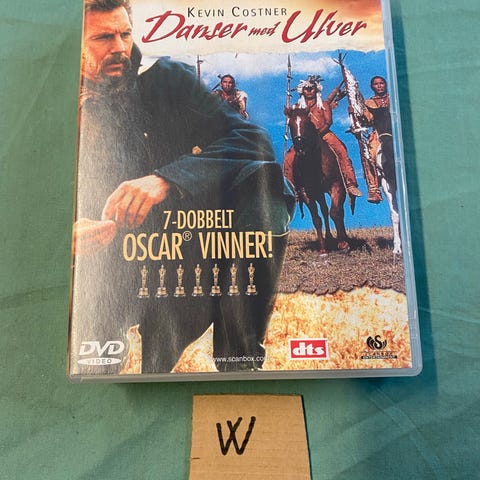 KEVIN COSTNER
Danser med Ulver
7-DOBBELT
OSCAR® VINNER!
DVD
VIDEO
www.scanbox.com
dts
W